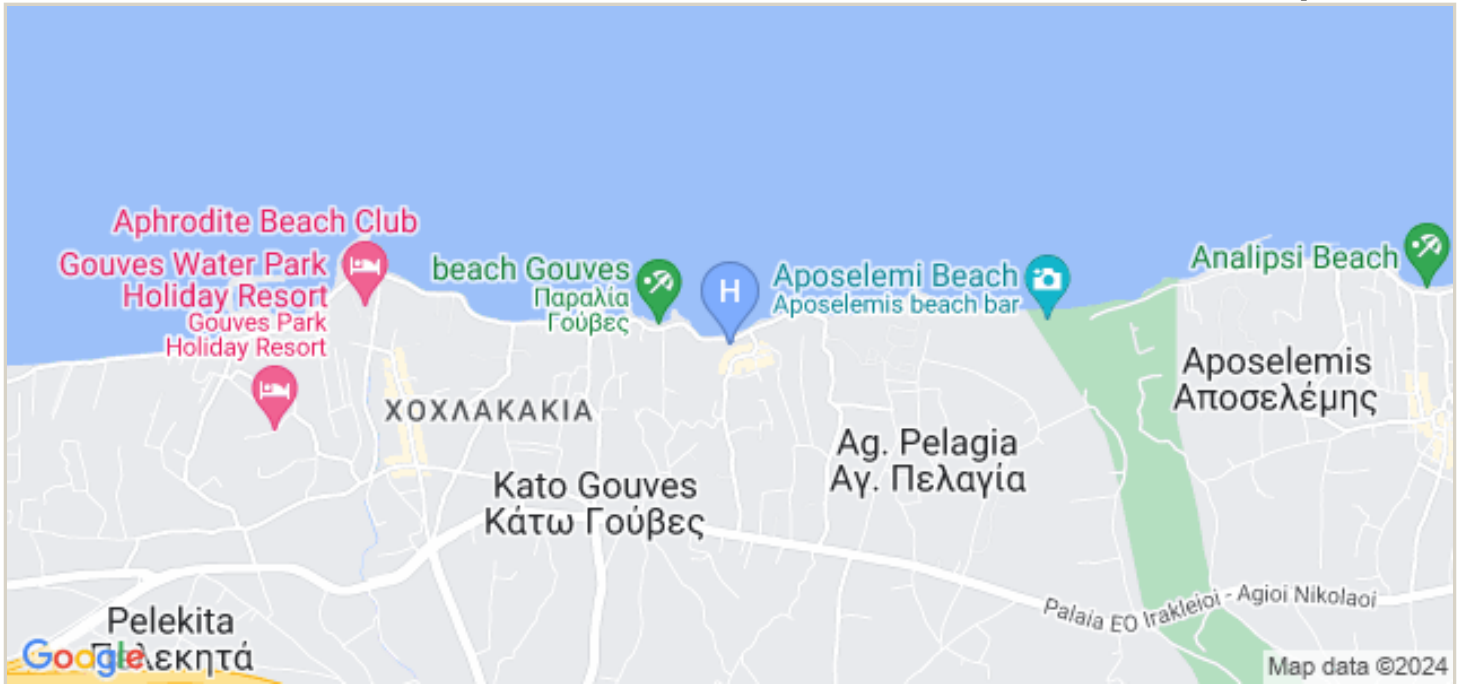 Aphrodite Beach Club
Gouves Water Park
Holiday Resort
Gouves Park
Holiday Resort
beach Gouves
Παραλία
Γούβες
H
Aposelemi Beach
Aposelemis beach bar
Analipsi Beach
Aposelemis
Αποσελέμης
ΧΟΧΛΑΚΑΚΙΑ
Ag. Pelagia
Αγ. Πελαγία
Kato Gouves
Κάτω Γούβες
Palaia EO Irakleioi - Agioi Nikolaoi
Pelekita
Πελεκητά
Google
Map data ©2024